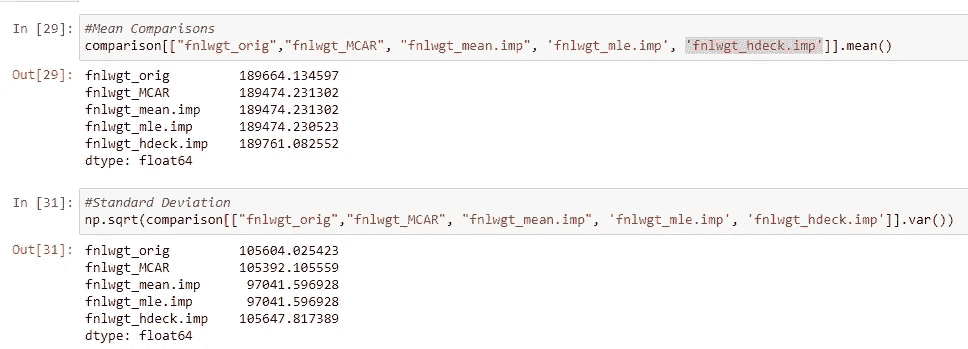 In [29]: #Mean Comparisons
comparison[["fnlwgt_orig","fnlwgt_MCAR", "fnlwgt_mean.imp", 'fnlwgt_mle.imp', 'fnlwgt_hdeck.imp']].mean()
Out[29]: fnlwgt_orig 189664.134597
fnlwgt_MCAR 189474.231302
fnlwgt_mean.imp 189474.231302
fnlwgt_mle.imp 189474.230523
fnlwgt_hdeck.imp 189761.082552
dtype: float64
In [31]: #Standard Deviation
np.sqrt(comparison[["fnlwgt_orig","fnlwgt_MCAR", "fnlwgt_mean.imp", 'fnlwgt_mle.imp', 'fnlwgt_hdeck.imp']].var())
Out[31]: fnlwgt_orig 105604.025423
fnlwgt_MCAR 105392.105559
fnlwgt_mean.imp 97041.596928
fnlwgt_mle.imp 97041.596928
fnlwgt_hdeck.imp 105647.817389
dtype: float64